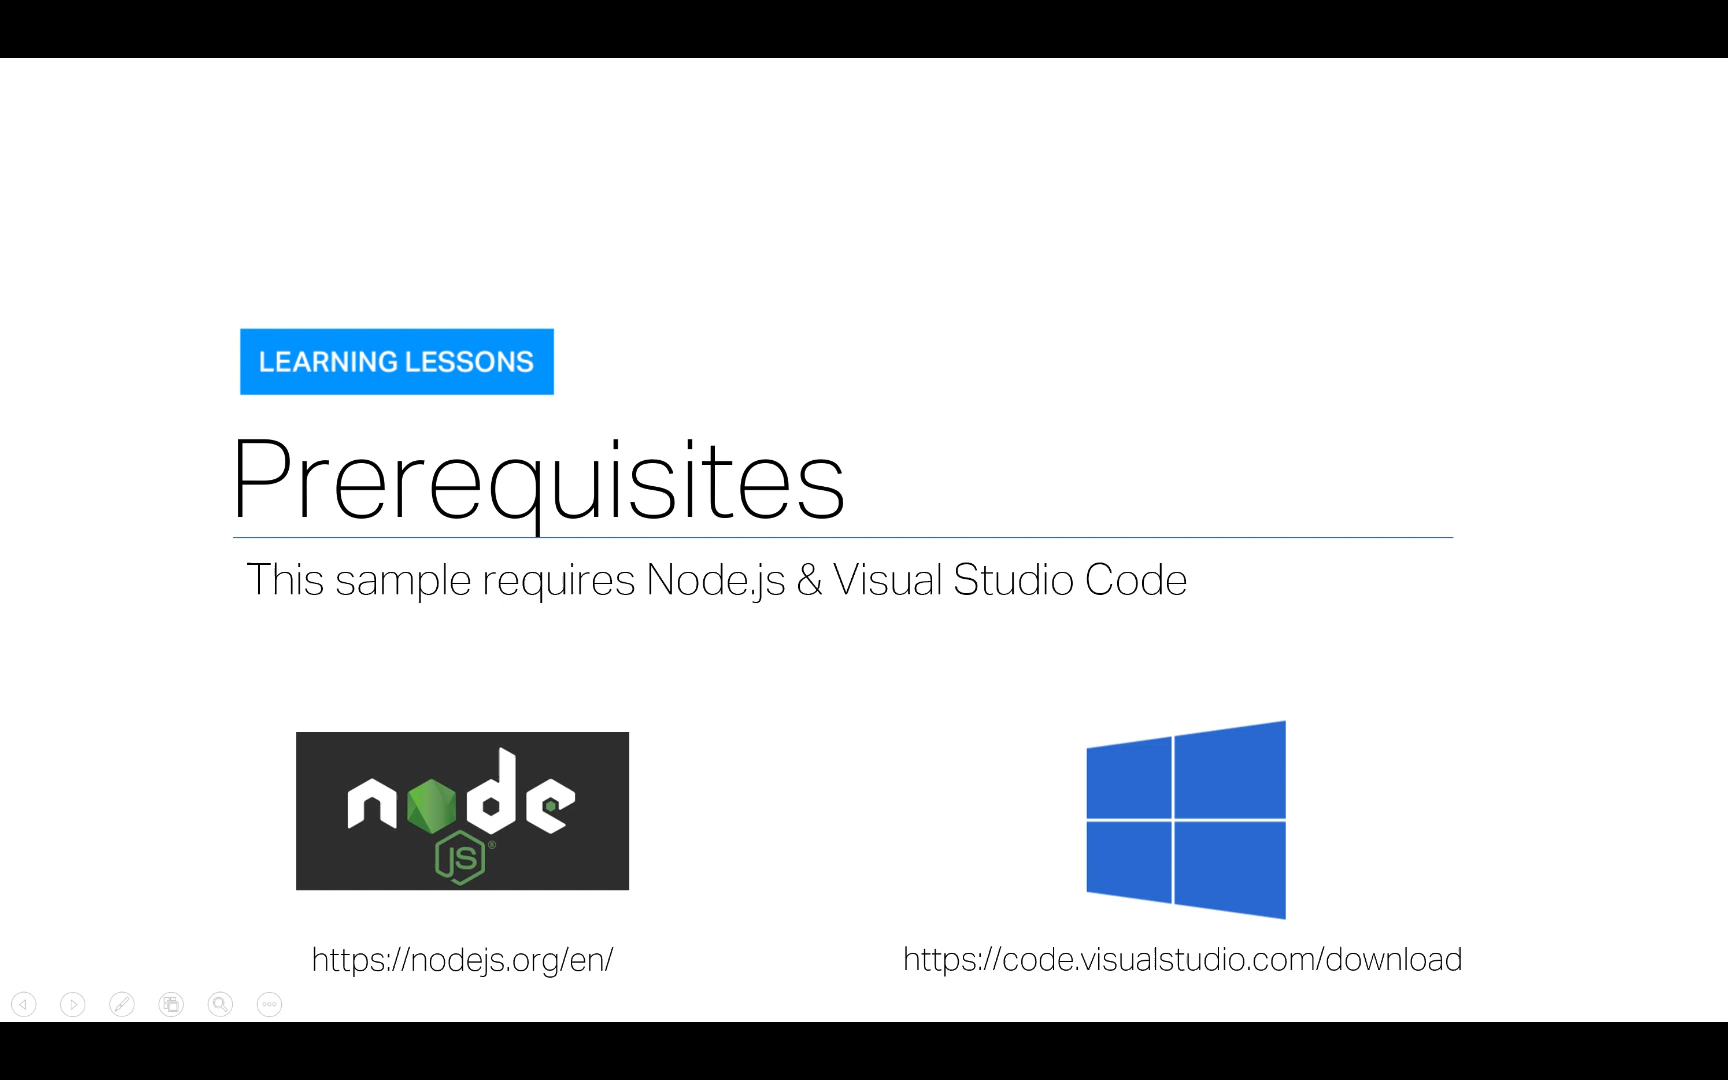 LEARNING LESSONS
Prerequisites
This sample requires Node.js & Visual Studio Code
node
JS®
https://nodejs.org/en/
https://code.visualstudio.com/download